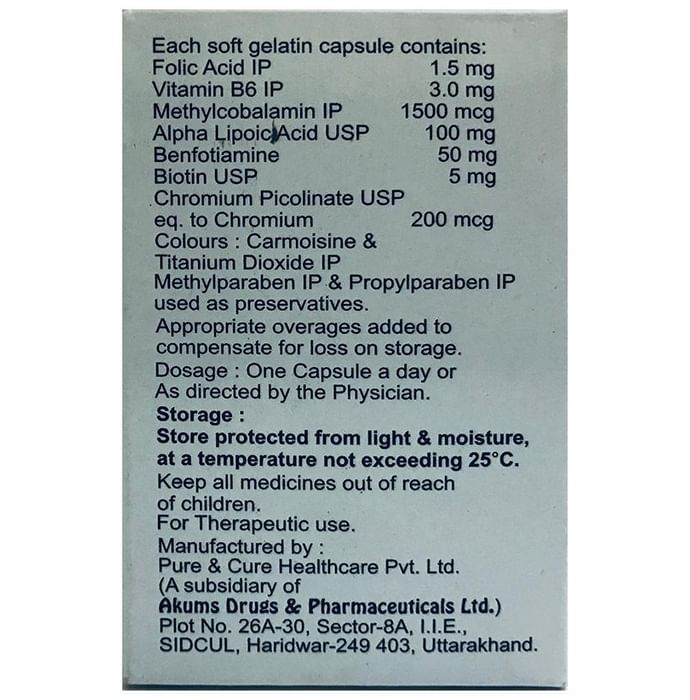 Each soft gelatin capsule contains:
Folic Acid IP 1.5 mg
Vitamin B6 IP 3.0 mg
Methylcobalamin IP 1500 mcg
Alpha Lipoic Acid USP 100 mg
Benfotiamine 50 mg
Biotin USP 5 mg
Chromium Picolinate USP
eq. to Chromium 200 mcg
Colours : Carmoisine &
Titanium Dioxide IP
Methylparaben IP & Propylparaben IP
used as preservatives.
Appropriate overages added to
compensate for loss on storage.
Dosage : One Capsule a day or
As directed by the Physician.
Storage :
Store protected from light & moisture,
at a temperature not exceeding 25°C.
Keep all medicines out of reach
of children.
For Therapeutic use.
Manufactured by :
Pure & Cure Healthcare Pvt. Ltd.
(A subsidiary of
Akums Drugs & Pharmaceuticals Ltd.)
Plot No. 26A-30, Sector-8A, I.I.E.,
SIDCUL, Haridwar-249 403, Uttarakhand.